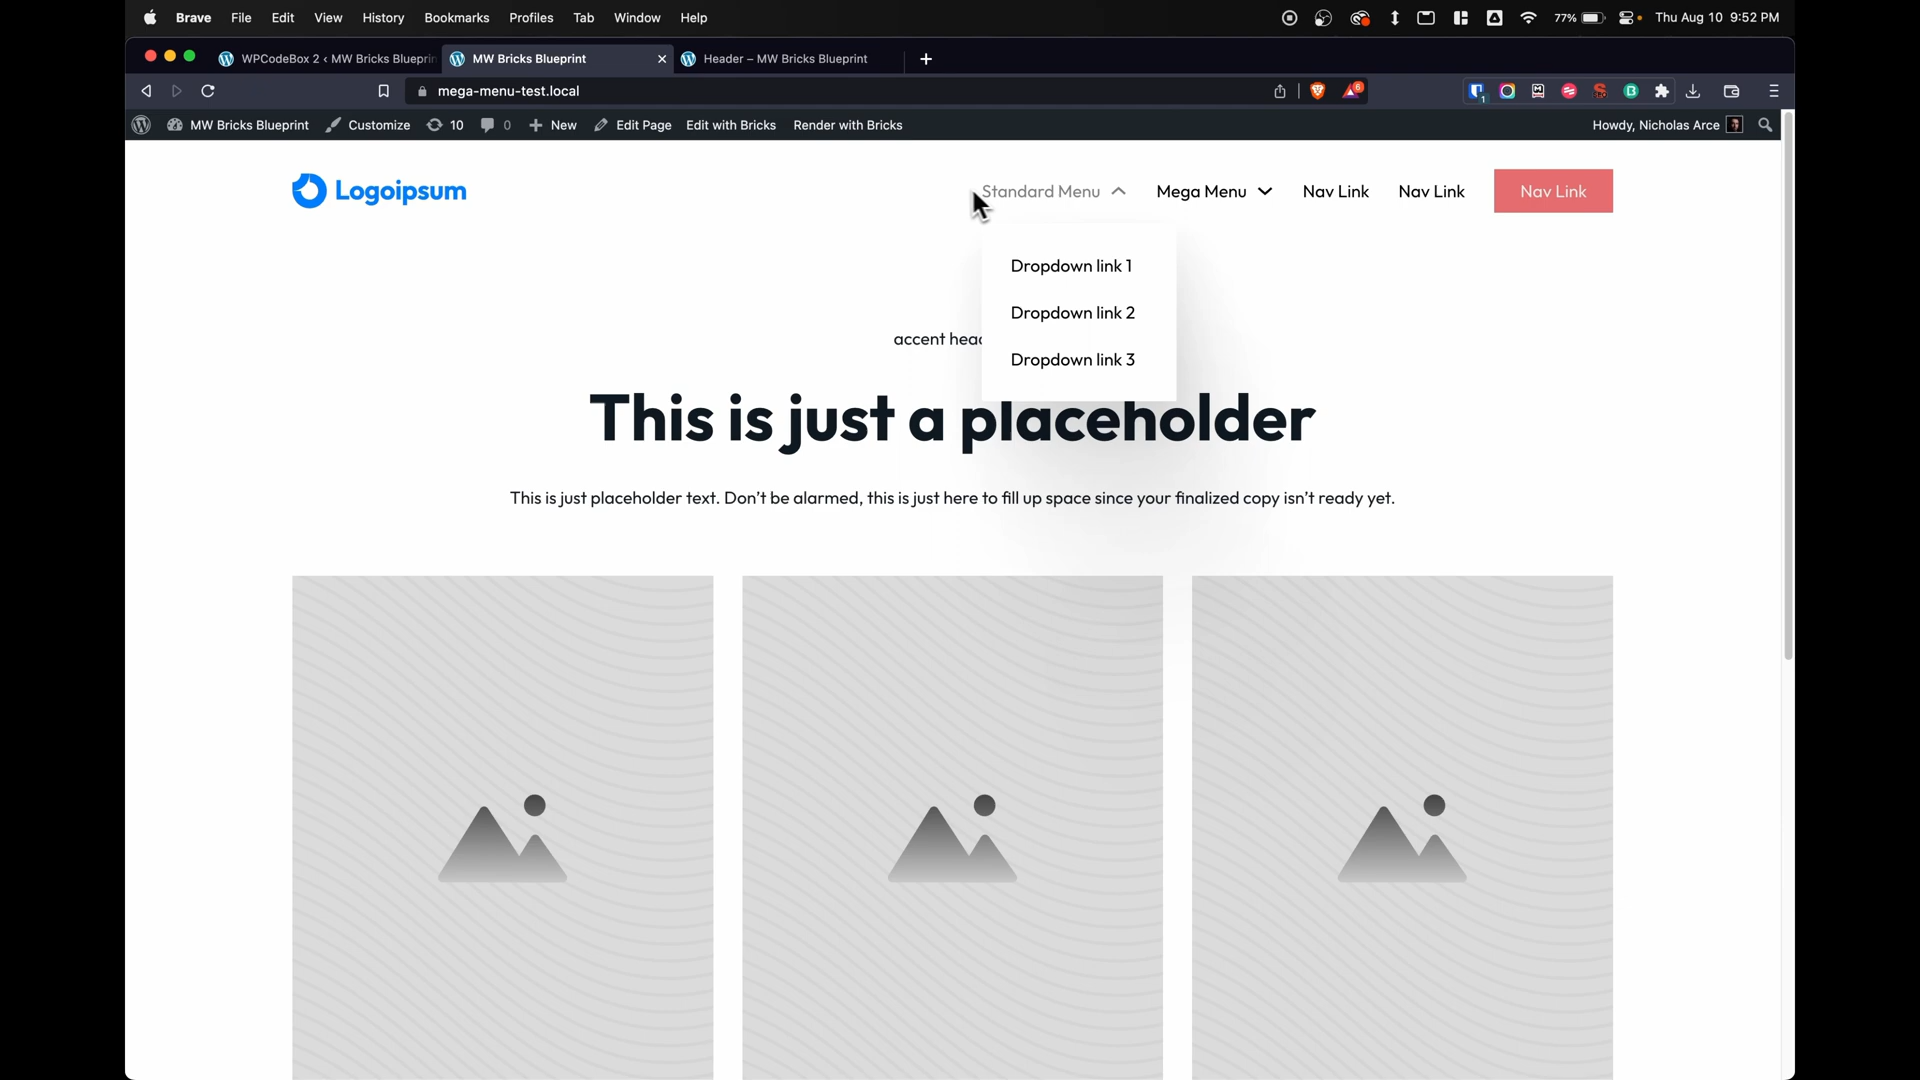 Brave File Edit View History Bookmarks Profiles Tab Window Help 77% Thu Aug 10 9:52 PM
WPCodeBox 2 ‹ MW Bricks Blueprin MW Bricks Blueprint Header – MW Bricks Blueprint
mega-menu-test.local 6 1
MW Bricks Blueprint Customize 10 0 New Edit Page Edit with Bricks Render with Bricks Howdy, Nicholas Arce
Logoipsum Standard Menu Mega Menu Nav Link Nav Link Nav Link
Dropdown link 1
Dropdown link 2
Dropdown link 3
accent head
This is just a placeholder
This is just placeholder text. Don't be alarmed, this is just here to fill up space since your finalized copy isn't ready yet.